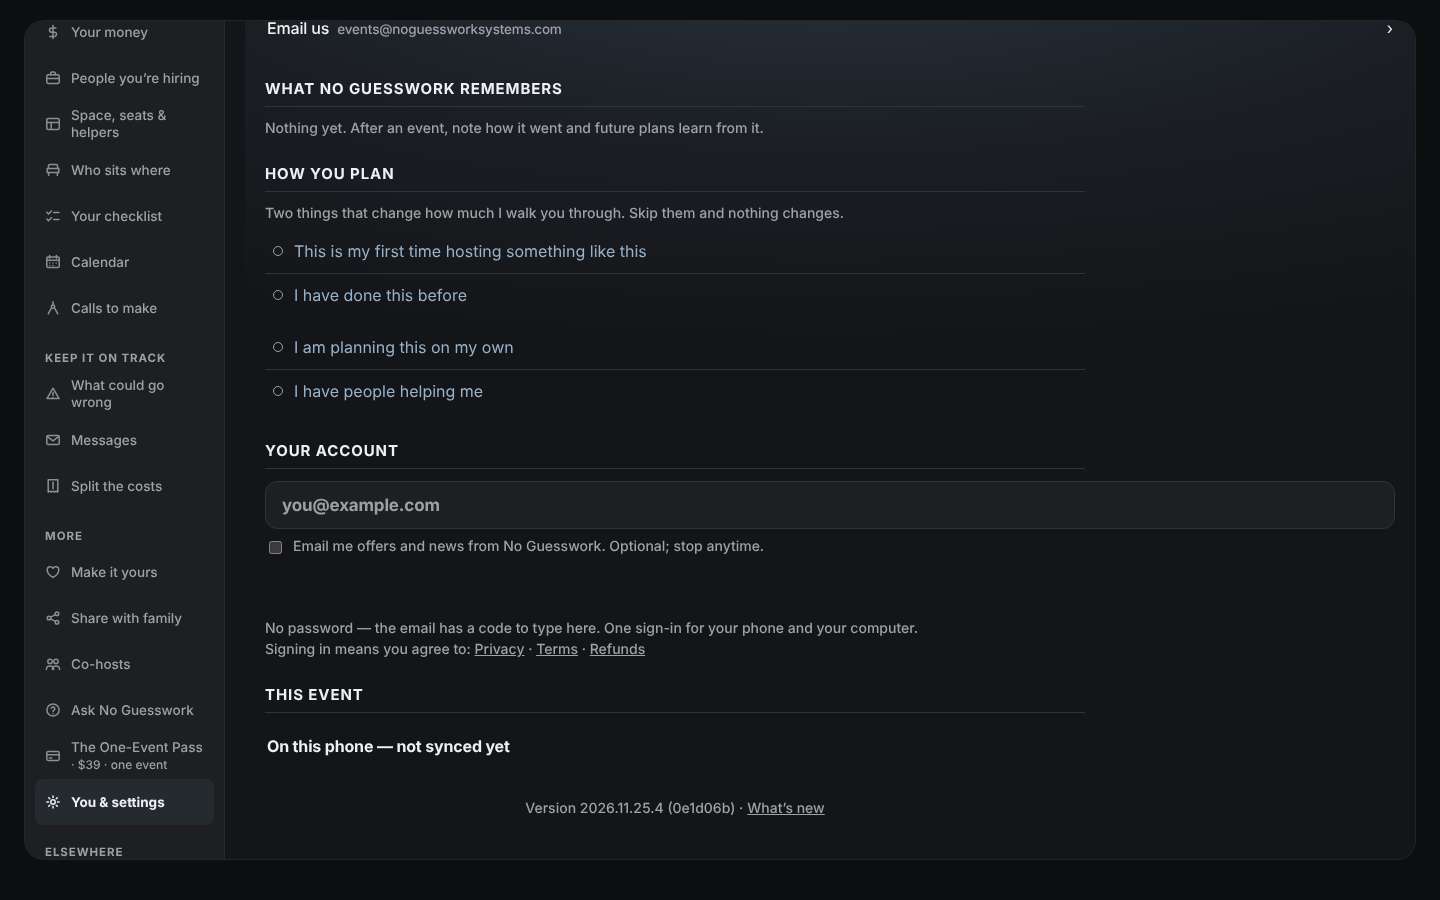 Your money
People you're hiring
Space, seats &
helpers
Who sits where
Your checklist
Calendar
Calls to make
KEEP IT ON TRACK
What could go
wrong
Messages
Split the costs
MORE
Make it yours
Share with family
Co-hosts
Ask No Guesswork
The One-Event Pass
· $39 · one event
You & settings
ELSEWHERE
Email us events@noguessworksystems.com
WHAT NO GUESSWORK REMEMBERS
Nothing yet. After an event, note how it went and future plans learn from it.
HOW YOU PLAN
Two things that change how much I walk you through. Skip them and nothing changes.
This is my first time hosting something like this
I have done this before
I am planning this on my own
I have people helping me
YOUR ACCOUNT
you@example.com
Email me offers and news from No Guesswork. Optional; stop anytime.
No password — the email has a code to type here. One sign-in for your phone and your computer.
Signing in means you agree to: Privacy · Terms · Refunds
THIS EVENT
On this phone — not synced yet
Version 2026.11.25.4 (0e1d06b) · What's new